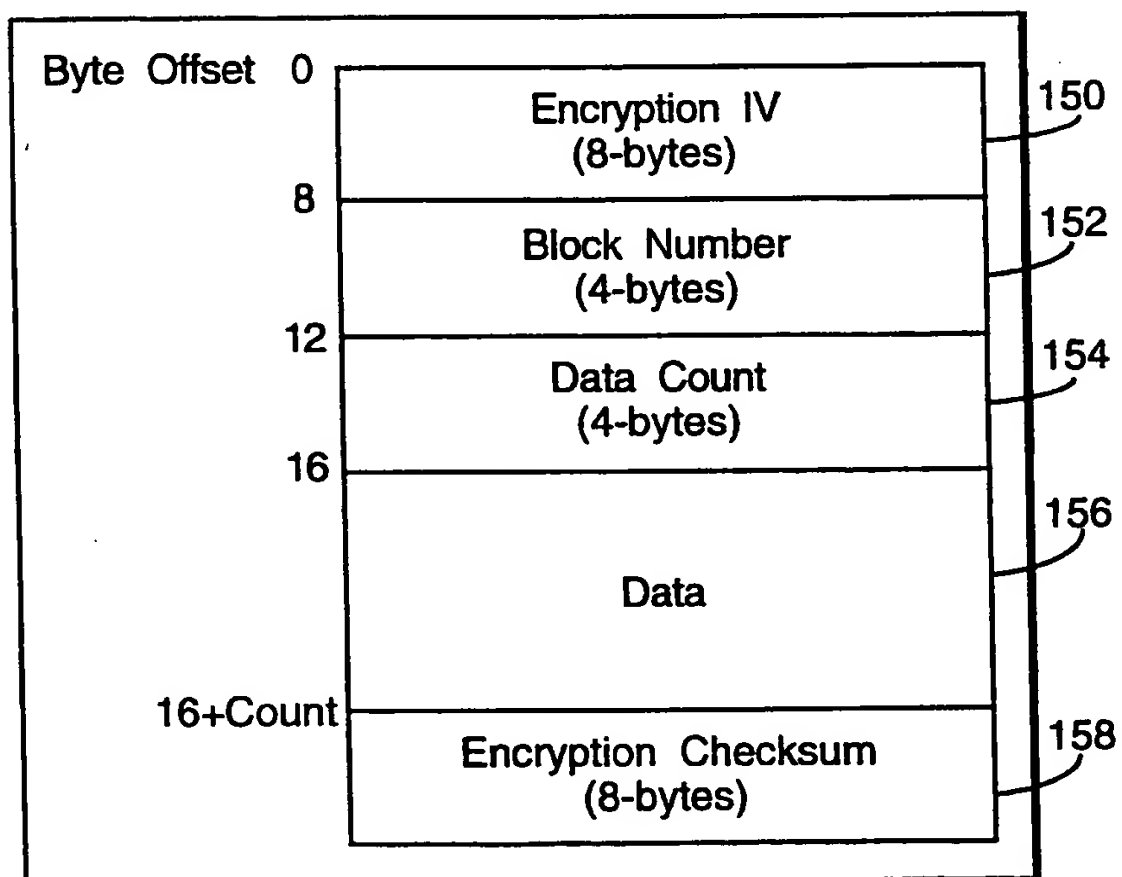 Byte Offset 0
Encryption IV
(8-bytes)
150
8
Block Number
(4-bytes)
152
12
Data Count
(4-bytes)
154
16
Data
156
16+Count
Encryption Checksum
(8-bytes)
158